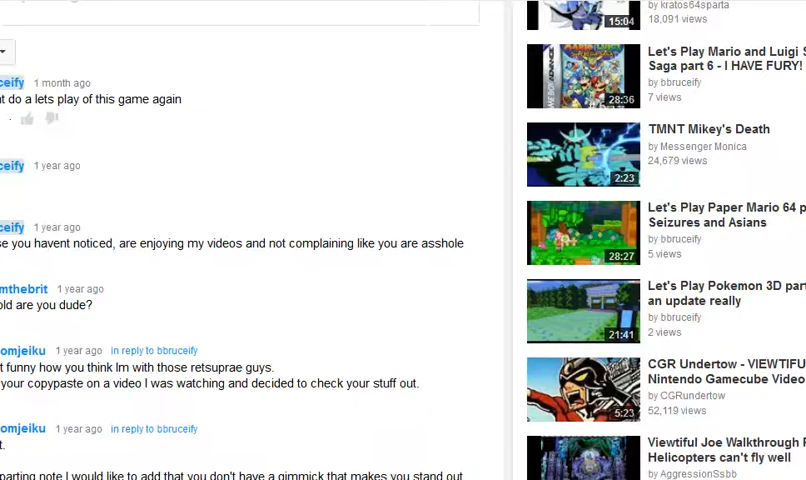 ceify 1 month ago
t do a lets play of this game again
ceify 1 year ago
ceify 1 year ago
se you havent noticed, are enjoying my videos and not complaining like you are asshole
mthebrit 1 year ago
old are you dude?
omjeiku 1 year ago in reply to bbruceify
t funny how you think Im with those retsuprae guys.
your copypaste on a video I was watching and decided to check your stuff out.
omjeiku 1 year ago in reply to bbruceify
t.
parting note I would like to add that you don't have a gimmick that makes you stand out
by kratos64sparta
18,091 views
15:04
Let's Play Mario and Luigi S
Saga part 6 - I HAVE FURY!
by bbruceify
7 views
28:36
TMNT Mikey's Death
by Messenger Monica
24,679 views
2:23
Let's Play Paper Mario 64 p
Seizures and Asians
by bbruceify
5 views
28:27
Let's Play Pokemon 3D part
an update really
by bbruceify
2 views
21:41
CGR Undertow - VIEWTIFU
Nintendo Gamecube Video
by CGRundertow
52,119 views
5:23
Viewtiful Joe Walkthrough P
Helicopters can't fly well
by AggressionSsbb